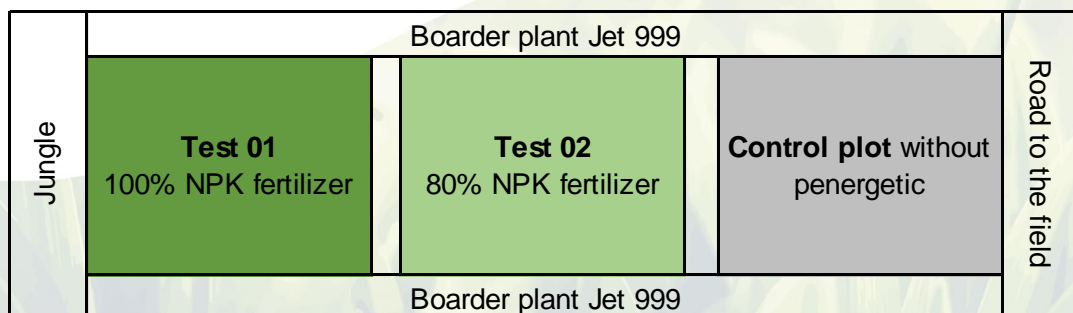 Boarder plant Jet 999
Jungle
Test 01
100% NPK fertilizer
Test 02
80% NPK fertilizer
Control plot without
penergetic
Road to the field
Boarder plant Jet 999